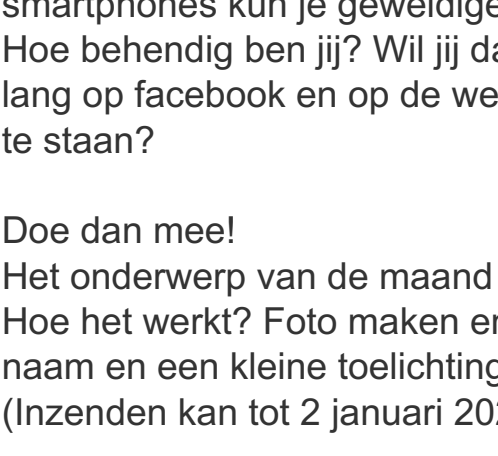 smartphones kun je geweldige
Hoe behendig ben jij? Wil jij da
lang op facebook en op de we
te staan?
Doe dan mee!
Het onderwerp van de maand
Hoe het werkt? Foto maken en
naam en een kleine toelichting
(Inzenden kan tot 2 januari 202